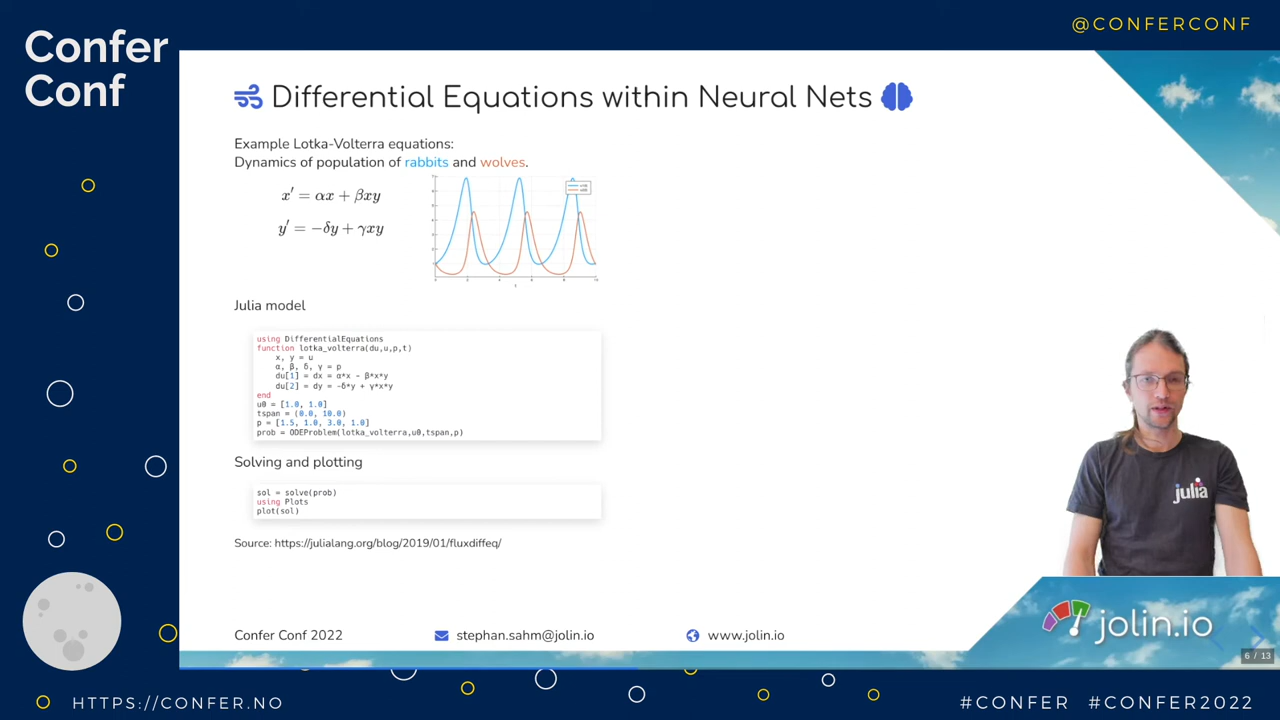 Confer
Conf
@CONFERCONF
Differential Equations within Neural Nets
Example Lotka-Volterra equations:
Dynamics of population of rabbits and wolves.
x′ = αx + βxy
y′ = −δy + γxy
Julia model
using DifferentialEquations
function lotka_volterra(du,u,p,t)
x, y = u
α, β, δ, γ = p
du[1] = dx = α*x - β*x*y
du[2] = dy = -δ*y + γ*x*y
end
u0 = [1.0, 1.0]
tspan = (0.0, 10.0)
p = [1.5, 1.0, 3.0, 1.0]
prob = ODEProblem(lotka_volterra,u0,tspan,p)
Solving and plotting
sol = solve(prob)
using Plots
plot(sol)
Source: https://julialang.org/blog/2019/01/fluxdiffeq/
julia
Confer Conf 2022
stephan.sahm@jolin.io
www.jolin.io
jolin.io
6 / 13
HTTPS://CONFER.NO
#CONFER #CONFER2022